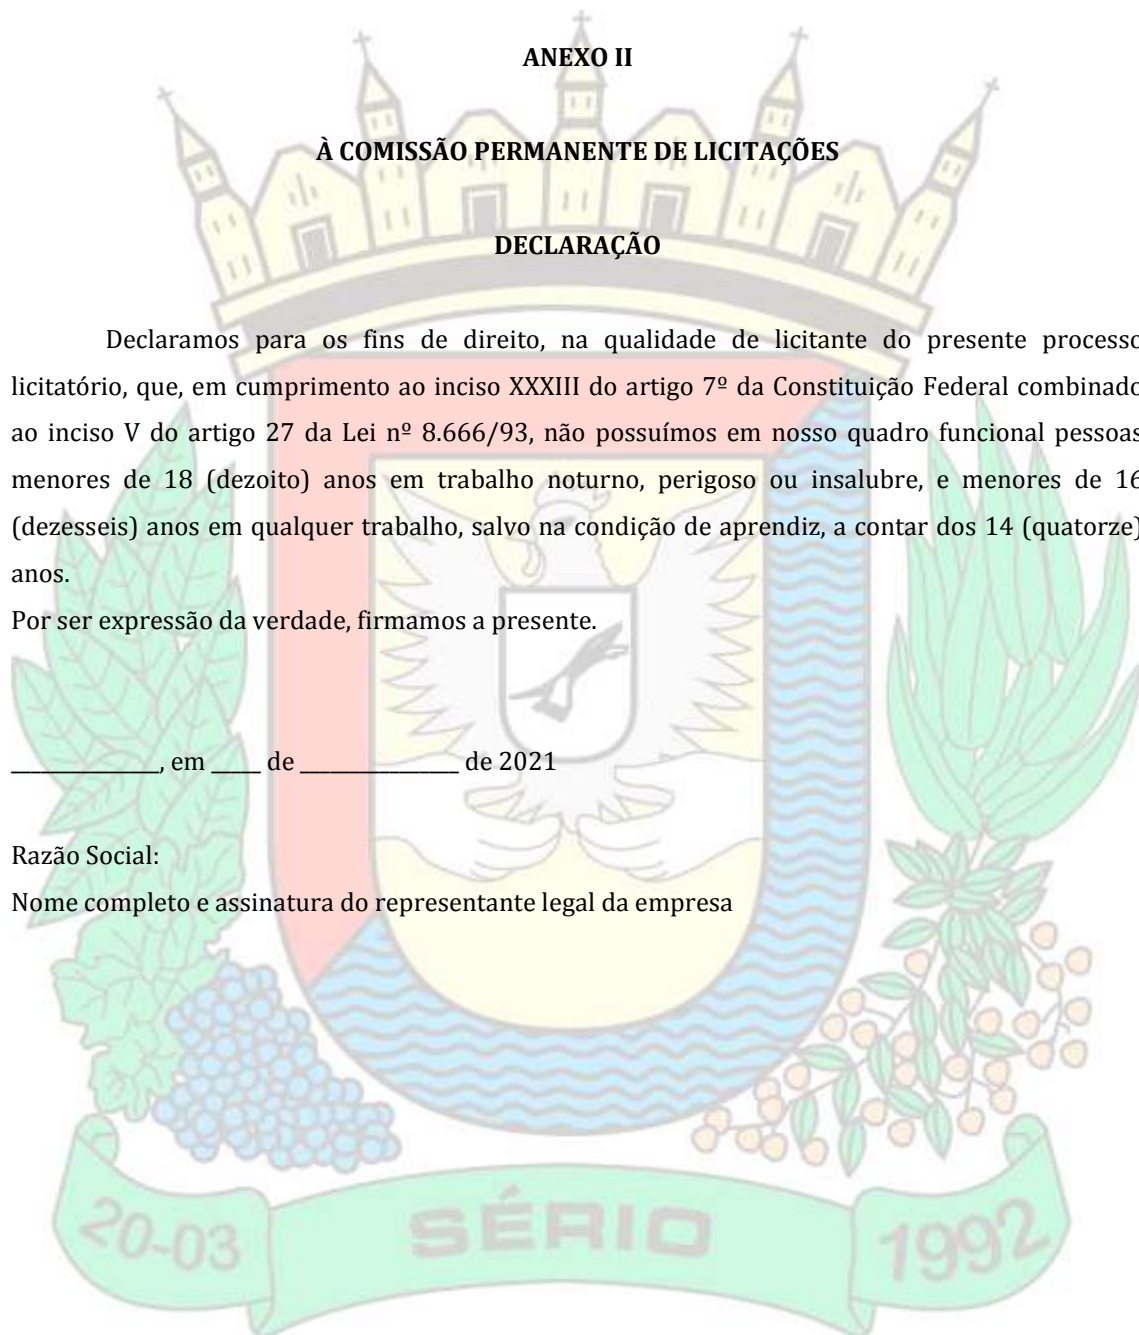 ANEXO II
À COMISSÃO PERMANENTE DE LICITAÇÕES
DECLARAÇÃO
Declaramos para os fins de direito, na qualidade de licitante do presente processo
licitatório, que, em cumprimento ao inciso XXXIII do artigo 7º da Constituição Federal combinado
ao inciso V do artigo 27 da Lei nº 8.666/93, não possuímos em nosso quadro funcional pessoas
menores de 18 (dezoito) anos em trabalho noturno, perigoso ou insalubre, e menores de 16
(dezesseis) anos em qualquer trabalho, salvo na condição de aprendiz, a contar dos 14 (quatorze)
anos.
Por ser expressão da verdade, firmamos a presente.
_______________, em _____ de ________________ de 2021
Razão Social:
Nome completo e assinatura do representante legal da empresa
20-03 SÉRIO 1992